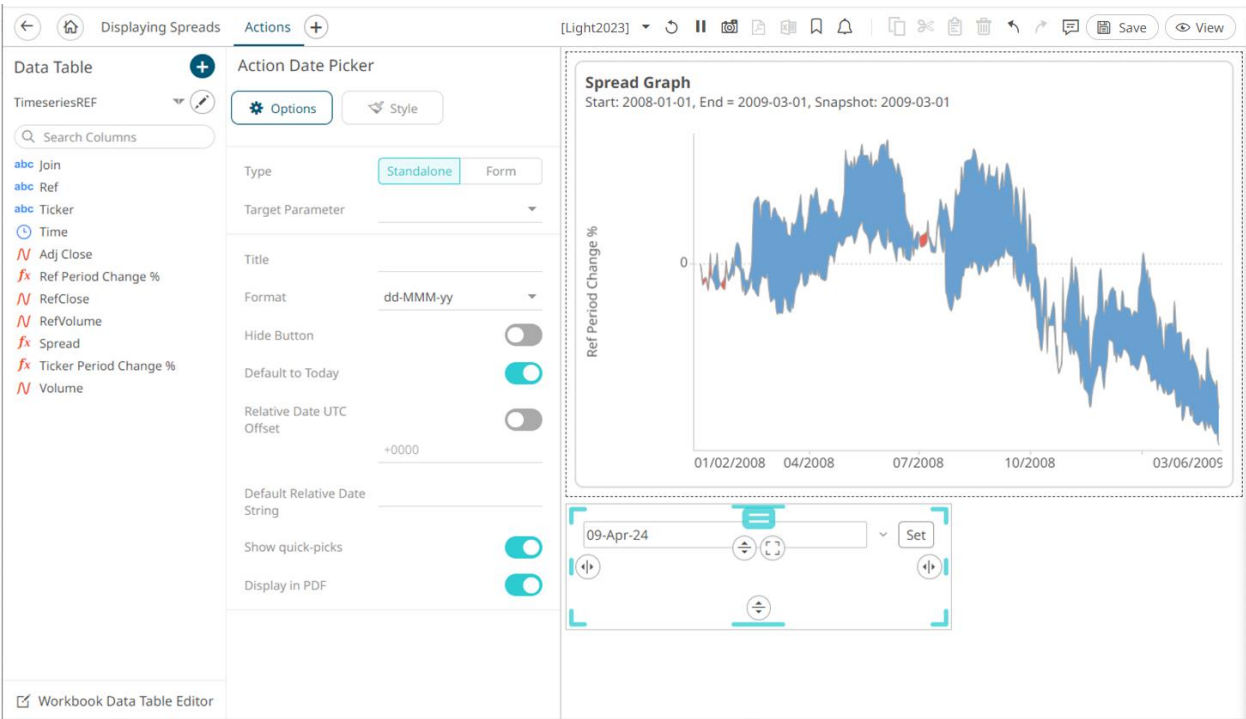 Displaying Spreads
Actions
[Light2023]
Save
View
Data Table
TimeseriesREF
Search Columns
abc Join
abc Ref
abc Ticker
Time
Adj Close
fx Ref Period Change %
RefClose
RefVolume
fx Spread
fx Ticker Period Change %
Volume
Workbook Data Table Editor
Action Date Picker
Options
Style
Type
Standalone
Form
Target Parameter
Title
Format
dd-MMM-yy
Hide Button
Default to Today
Relative Date UTC
Offset
+0000
Default Relative Date
String
Show quick-picks
Display in PDF
Spread Graph
Start: 2008-01-01, End = 2009-03-01, Snapshot: 2009-03-01
Ref Period Change %
0
01/02/2008
04/2008
07/2008
10/2008
03/06/2009
09-Apr-24
Set